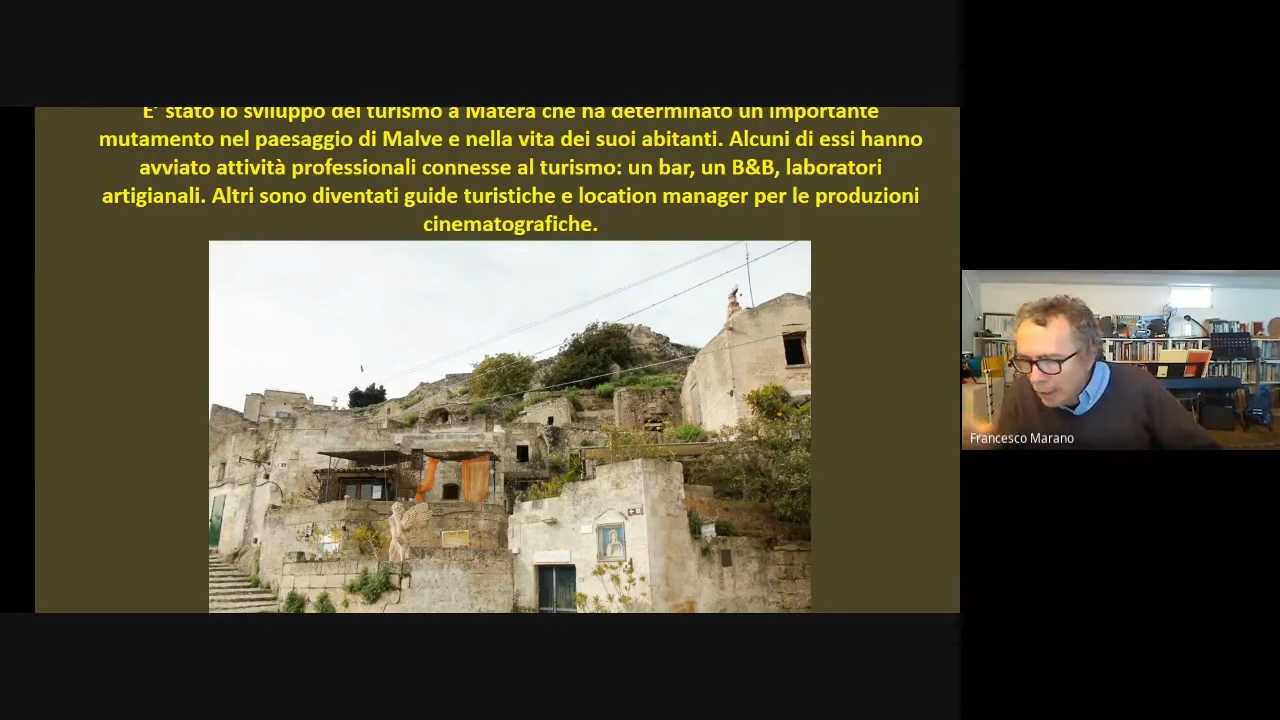 E' stato lo sviluppo del turismo a Matera che ha determinato un importante
mutamento nel paesaggio di Malve e nella vita dei suoi abitanti. Alcuni di essi hanno
avviato attività professionali connesse al turismo: un bar, un B&B, laboratori
artigianali. Altri sono diventati guide turistiche e location manager per le produzioni
cinematografiche.
Francesco Marano